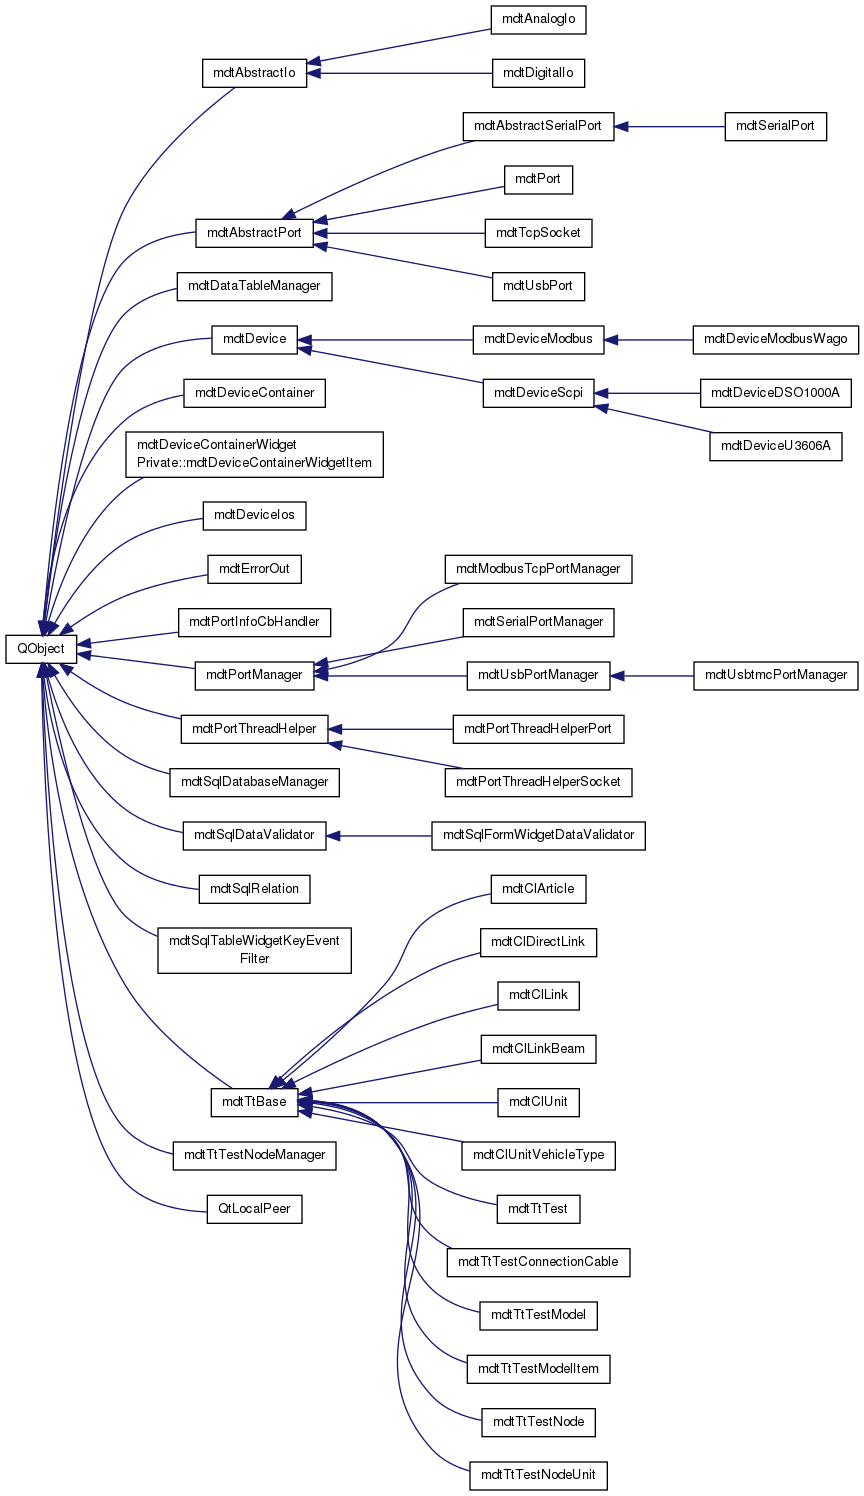 mdtAnalogIo
mdtAbstractIo
mdtDigitalIo
mdtAbstractSerialPort
mdtSerialPort
mdtPort
mdtAbstractPort
mdtTcpSocket
mdtUsbPort
mdtDataTableManager
mdtDevice
mdtDeviceModbus
mdtDeviceModbusWago
mdtDeviceContainer
mdtDeviceScpi
mdtDeviceDSO1000A
mdtDeviceU3606A
mdtDeviceContainerWidget
Private::mdtDeviceContainerWidgetItem
mdtDeviceIos
mdtErrorOut
mdtModbusTcpPortManager
mdtPortInfoCbHandler
mdtSerialPortManager
QObject
mdtPortManager
mdtUsbPortManager
mdtUsbtmcPortManager
mdtPortThreadHelper
mdtPortThreadHelperPort
mdtSqlDatabaseManager
mdtPortThreadHelperSocket
mdtSqlDataValidator
mdtSqlFormWidgetDataValidator
mdtSqlRelation
mdtClArticle
mdtSqlTableWidgetKeyEvent
Filter
mdtClDirectLink
mdtClLink
mdtClLinkBeam
mdtTtBase
mdtClUnit
mdtTtTestNodeManager
mdtClUnitVehicleType
QtLocalPeer
mdtTtTest
mdtTtTestConnectionCable
mdtTtTestModel
mdtTtTestModelItem
mdtTtTestNode
mdtTtTestNodeUnit